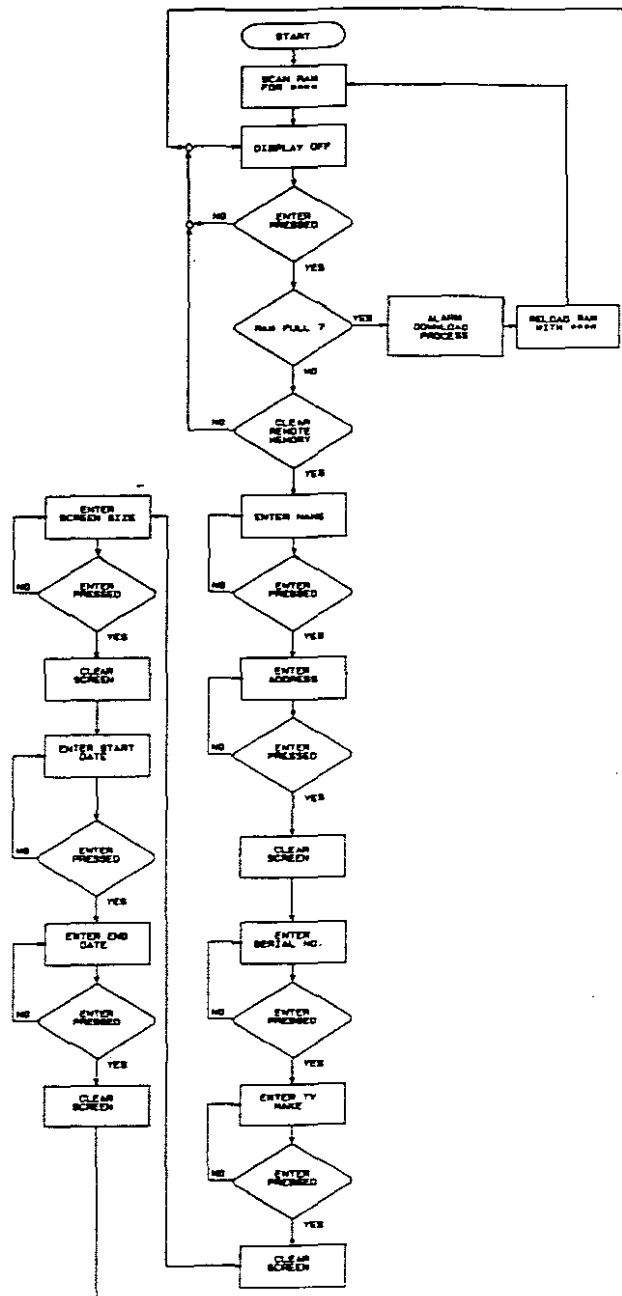 START
SCAN RAM
FOR ****
DISPLAY OFF
ENTER
PRESSED
NO
YES
RAM FULL ?
YES
NO
ALARM
DOWNLOAD
PROCESS
RELOAD RAM
WITH ****
CLEAR
REMOTE
MEMORY
NO
YES
ENTER NAME
ENTER
PRESSED
NO
YES
ENTER
ADDRESS
ENTER
PRESSED
NO
YES
CLEAR
SCREEN
ENTER
SERIAL NO.
ENTER
PRESSED
NO
YES
ENTER TV
MAKE
ENTER
PRESSED
NO
YES
CLEAR
SCREEN
ENTER
SCREEN SIZE
ENTER
PRESSED
NO
YES
CLEAR
SCREEN
ENTER START
DATE
ENTER
PRESSED
NO
YES
ENTER END
DATE
ENTER
PRESSED
NO
YES
CLEAR
SCREEN